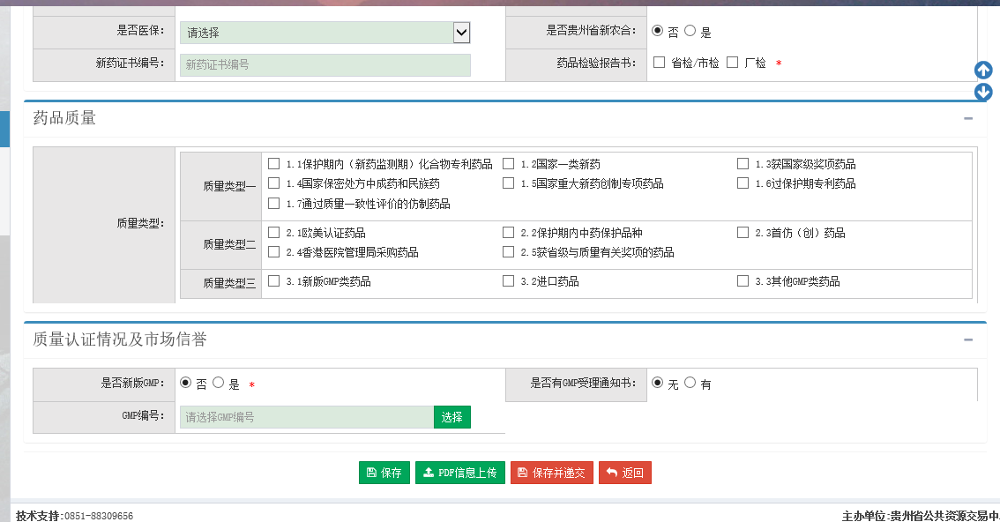 是否医保： 请选择 是否贵州省新农合： 否 是
新药证书编号： 新药证书编号 药品检验报告书： 省检/市检 厂检 *
药品质量
质量类型：
质量类型一
1.1保护期内（新药监测期）化合物专利药品 1.2国家一类新药 1.3获国家级奖项药品
1.4国家保密处方中成药和民族药 1.5国家重大新药创制专项药品 1.6过保护期专利药品
1.7通过质量一致性评价的仿制药品
质量类型二
2.1欧美认证药品 2.2保护期内中药保护品种 2.3首仿（创）药品
2.4香港医院管理局采购药品 2.5获省级与质量有关奖项的药品
质量类型三 3.1新版GMP类药品 3.2进口药品 3.3其他GMP类药品
质量认证情况及市场信誉
是否新版GMP： 否 是 * 是否有GMP受理通知书： 无 有
GMP编号： 请选择GMP编号 选择
保存 PDF信息上传 保存并递交 返回
技术支持:0851-88309656 主办单位:贵州省公共资源交易中